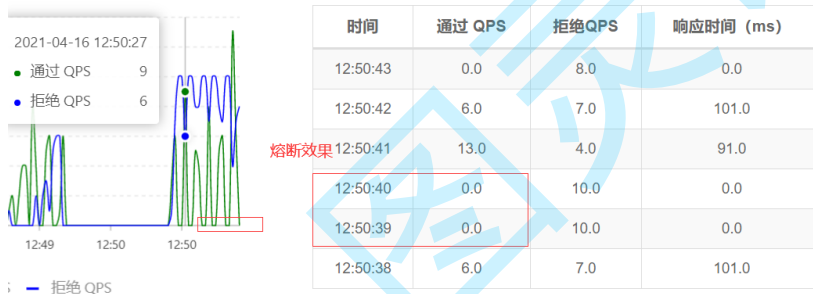 2021-04-16 12:50:27
通过 QPS 9
拒绝 QPS 6
12:49 12:50 12:50
拒绝 QPS
熔断效果
时间 通过 QPS 拒绝QPS 响应时间（ms）
12:50:43 0.0 8.0 0.0
12:50:42 6.0 7.0 101.0
12:50:41 13.0 4.0 91.0
12:50:40 0.0 10.0 0.0
12:50:39 0.0 10.0 0.0
12:50:38 6.0 7.0 101.0
图灵